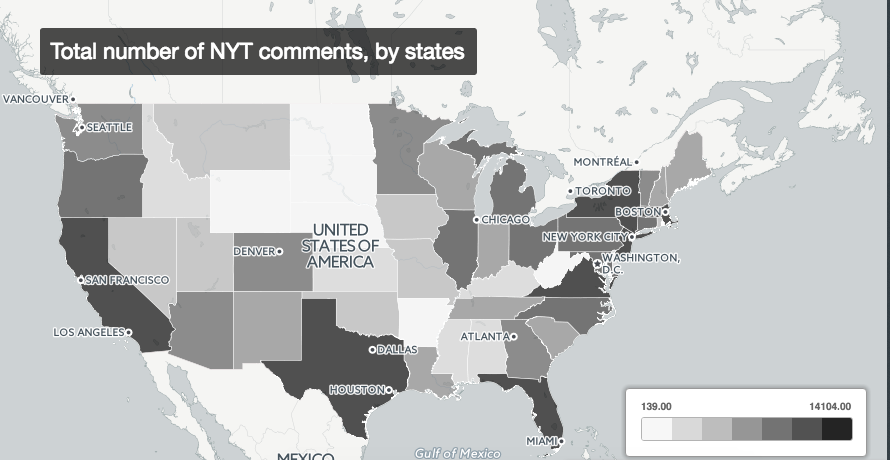 Total number of NYT comments, by states
VANCOUVER
SEATTLE
MONTRÉAL
TORONTO
BOSTON
CHICAGO
NEW YORK CITY
UNITED
STATES OF
AMERICA
DENVER
WASHINGTON,
D.C.
SAN FRANCISCO
LOS ANGELES
ATLANTA
DALLAS
HOUSTON
139.00 14104.00
MIAMI
MEXICO
Gulf of Mexico